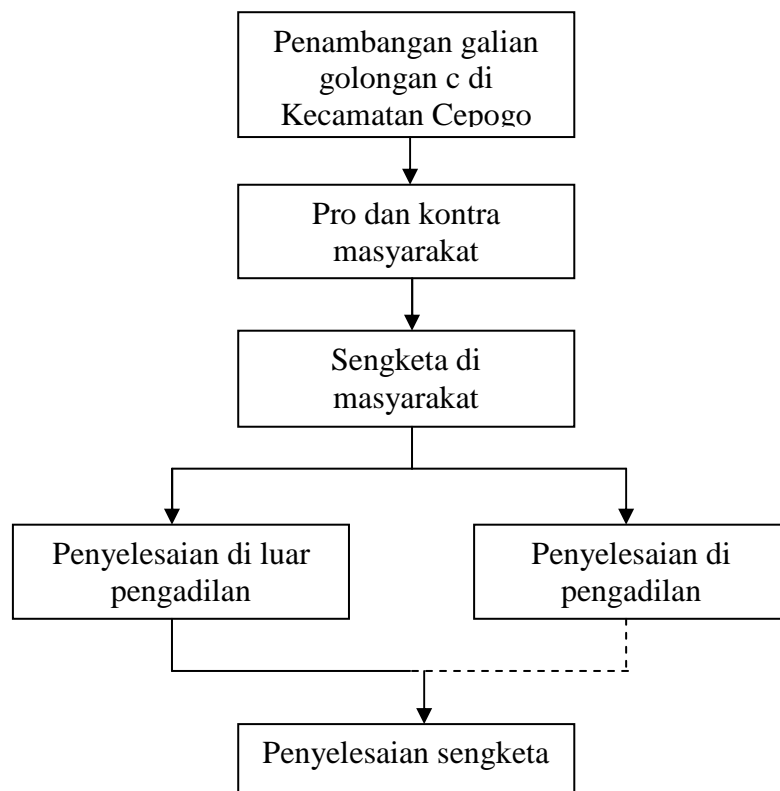 Penambangan galian
golongan c di
Kecamatan Cepogo
Pro dan kontra
masyarakat
Sengketa di
masyarakat
Penyelesaian di luar
pengadilan
Penyelesaian di
pengadilan
Penyelesaian sengketa